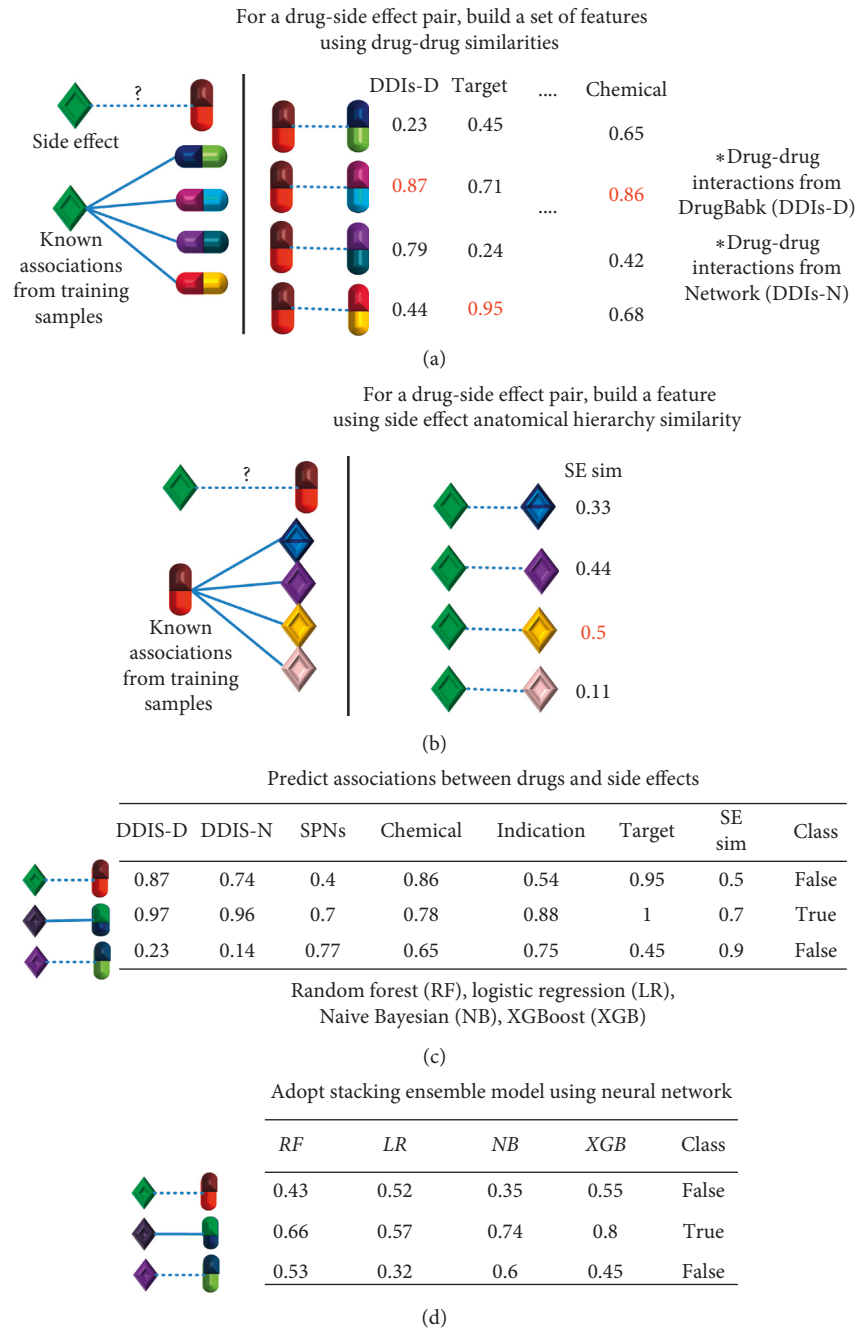 For a drug-side effect pair, build a set of features
using drug-drug similarities
?
Side effect
Known
associations
from training
samples
DDIs-D Target .... Chemical
0.23 0.45 0.65
0.87 0.71 0.86
....
0.79 0.24 0.42
0.44 0.95 0.68
∗Drug-drug
interactions from
DrugBabk (DDIs-D)
∗Drug-drug
interactions from
Network (DDIs-N)
(a)
For a drug-side effect pair, build a feature
using side effect anatomical hierarchy similarity
?
Known
associations
from training
samples
SE sim
0.33
0.44
0.5
0.11
(b)
Predict associations between drugs and side effects
DDIS-D DDIS-N SPNs Chemical Indication Target SE sim Class
0.87 0.74 0.4 0.86 0.54 0.95 0.5 False
0.97 0.96 0.7 0.78 0.88 1 0.7 True
0.23 0.14 0.77 0.65 0.75 0.45 0.9 False
Random forest (RF), logistic regression (LR),
Naive Bayesian (NB), XGBoost (XGB)
(c)
Adopt stacking ensemble model using neural network
RF LR NB XGB Class
0.43 0.52 0.35 0.55 False
0.66 0.57 0.74 0.8 True
0.53 0.32 0.6 0.45 False
(d)